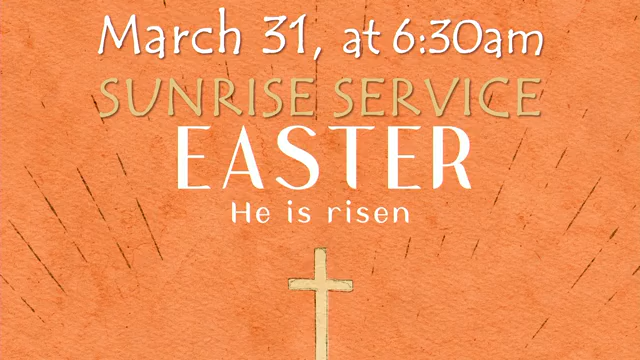 March 31, at 6:30am
SUNRISE SERVICE
EASTER
He is risen